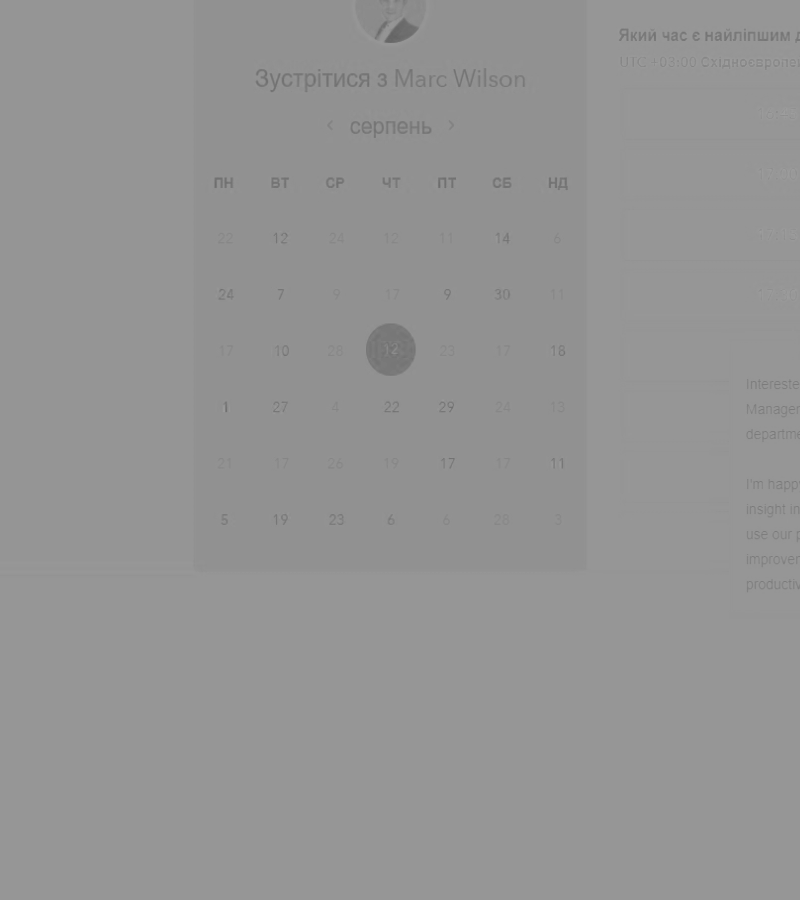 Зустрітися з Marc Wilson
серпень
ПН ВТ СР ЧТ ПТ СБ НД
22 12 24 12 11 14 6
24 7 9 17 9 30 11
17 10 28 12 23 17 18
1 27 4 22 29 24 13
21 17 26 19 17 17 11
5 19 23 6 6 28 3
Який час є найліпшим д
UTC +03:00 Східноєвропе
Intereste
Manager
departme
I'm happy
insight in
use our p
improver
productiv